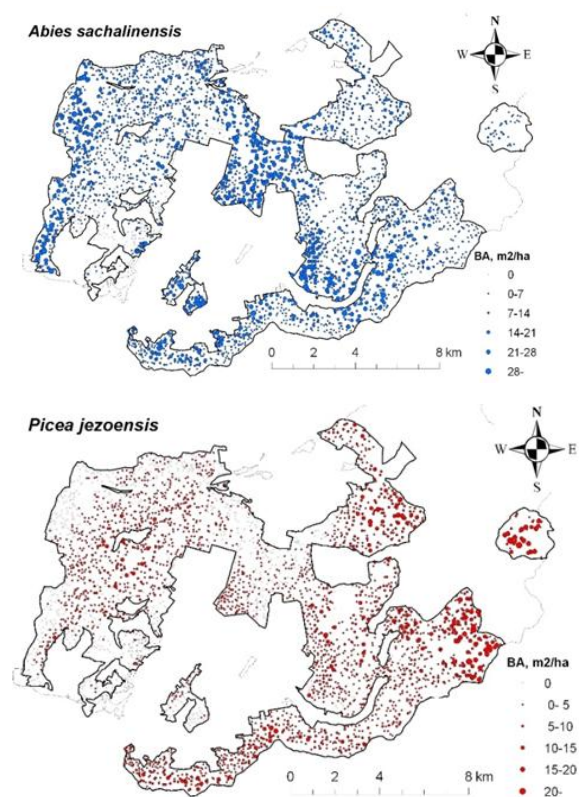 Abies sachalinensis
N
W E
S
BA, m2/ha
0
0-7
7-14
14-21
21-28
28-
0 2 4 8 km
Picea jezoensis
N
W E
S
BA, m2/ha
0
0- 5
5-10
10-15
15-20
20-
0 2 4 8 km